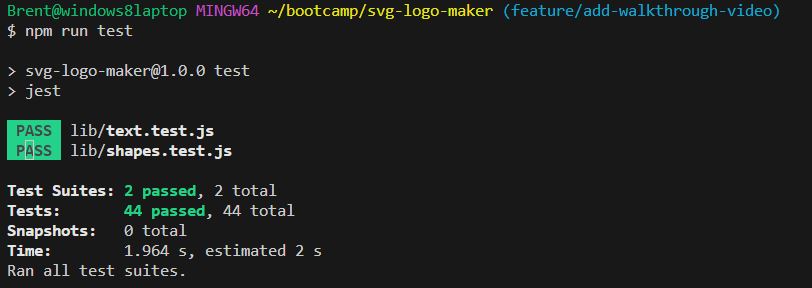 Brent@windows8laptop MINGW64 ~/bootcamp/svg-logo-maker (feature/add-walkthrough-video)
$ npm run test
> svg-logo-maker@1.0.0 test
> jest
PASS lib/text.test.js
PASS lib/shapes.test.js
Test Suites: 2 passed, 2 total
Tests: 44 passed, 44 total
Snapshots: 0 total
Time: 1.964 s, estimated 2 s
Ran all test suites.